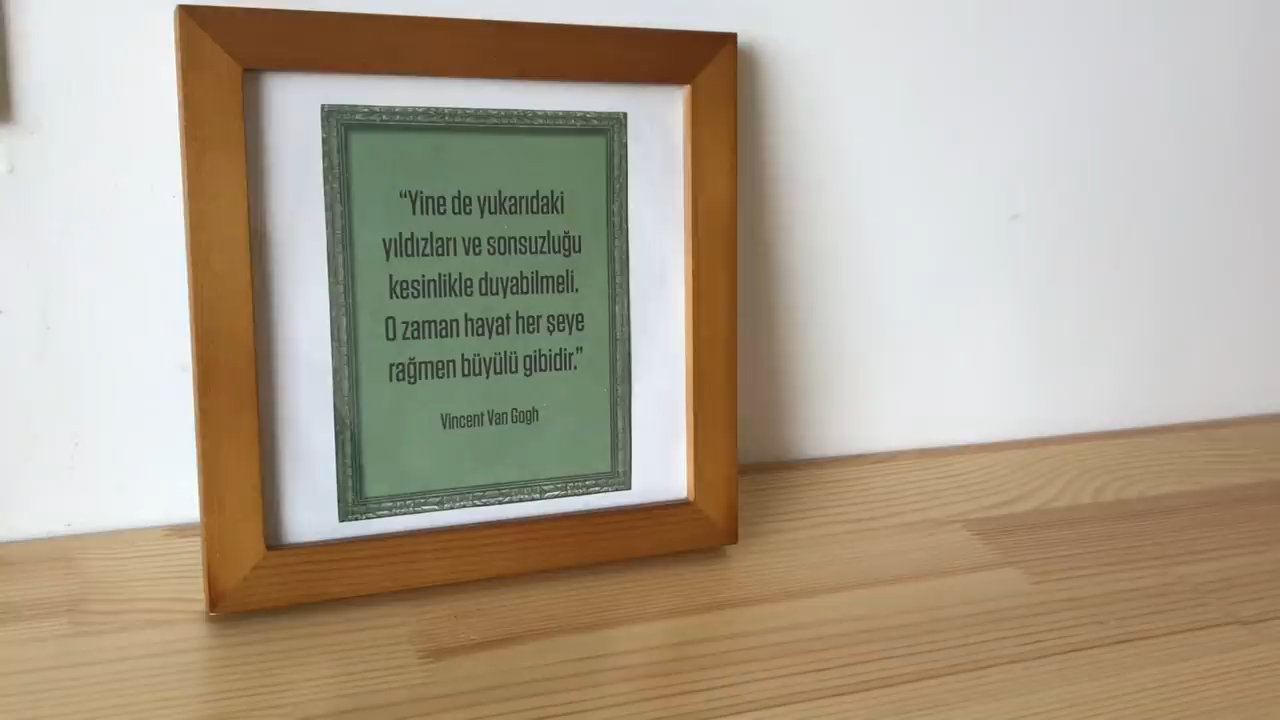 “Yine de yukarıdaki
yıldızları ve sonsuzluğu
kesinlikle duyabilmeli.
O zaman hayat her şeye
rağmen büyülü gibidir.”
Vincent Van Gogh